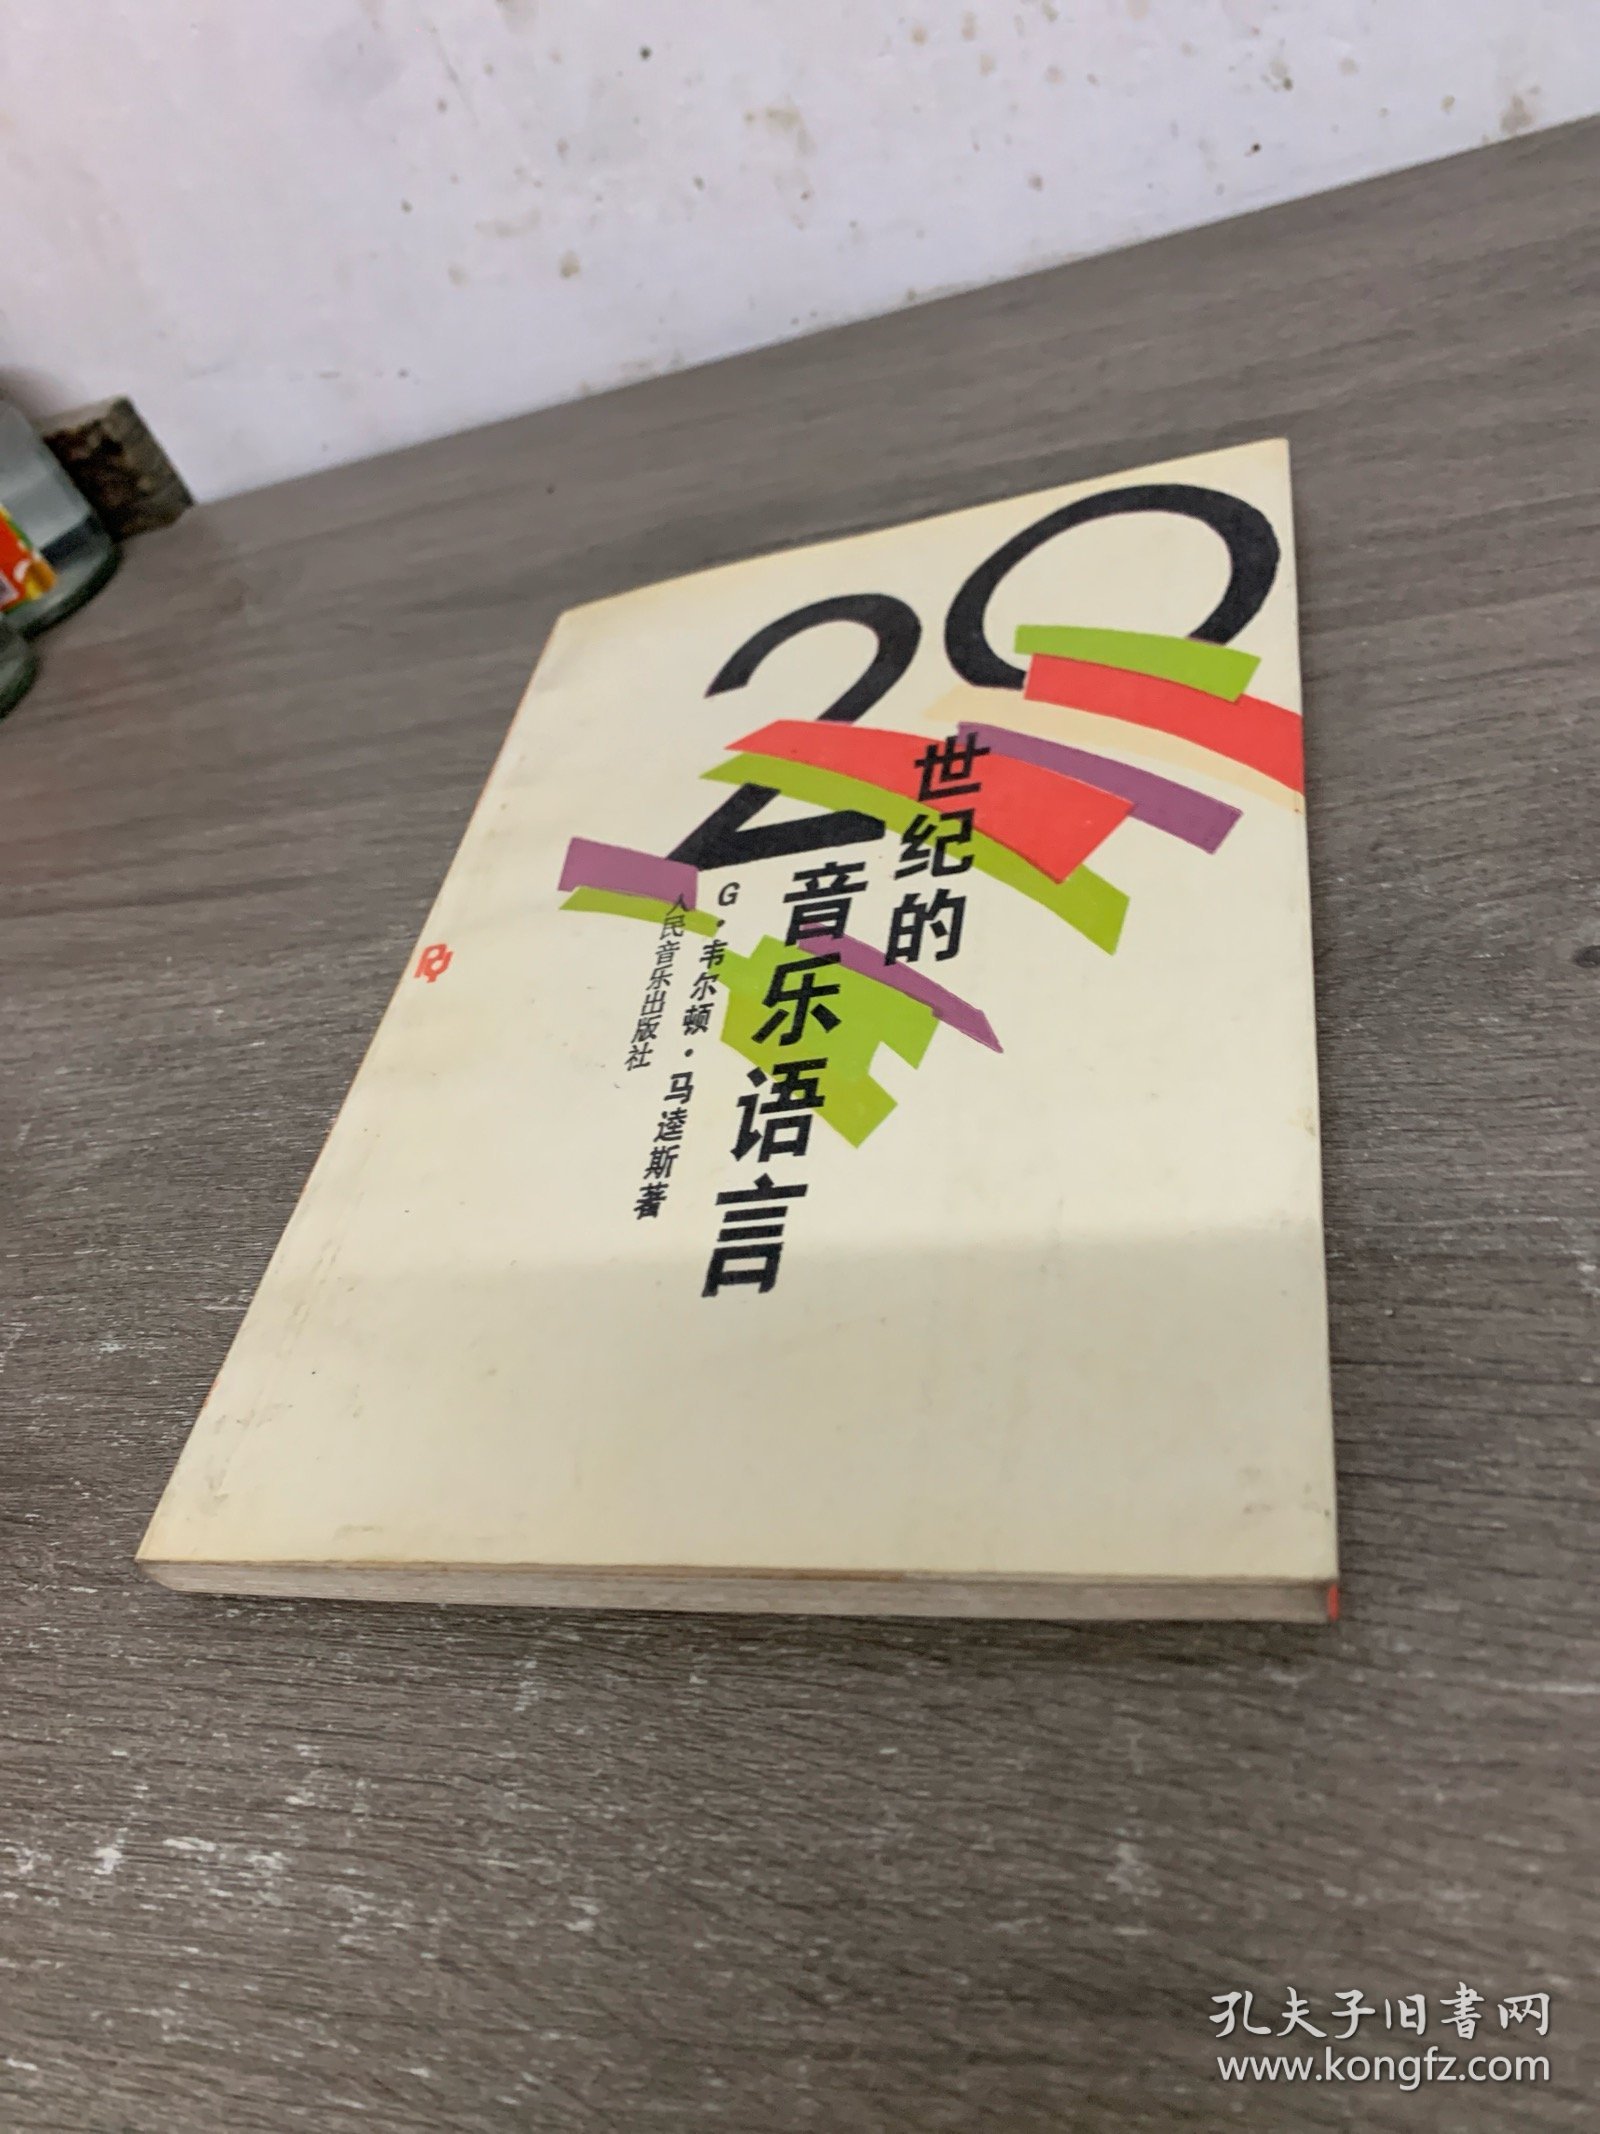 20
世纪的
音乐语言
G·韦尔顿·马逵斯著
人民音乐出版社
孔夫子旧書网
www.kongfz.com